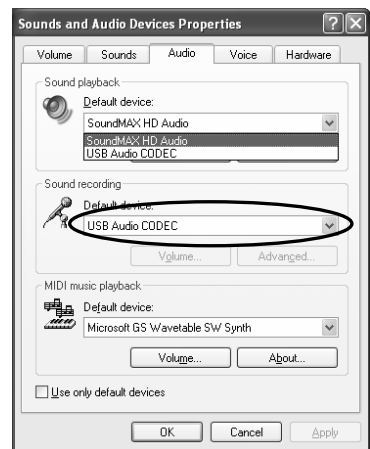 Sounds and Audio Devices Properties
Volume Sounds Audio Voice Hardware
Sound playback
Default device:
SoundMAX HD Audio
SoundMAX HD Audio
USB Audio CODEC
Sound recording
Default device:
USB Audio CODEC
Volume... Advanced...
MIDI music playback
Default device:
Microsoft GS Wavetable SW Synth
Volume... About...
Use only default devices
OK Cancel Apply